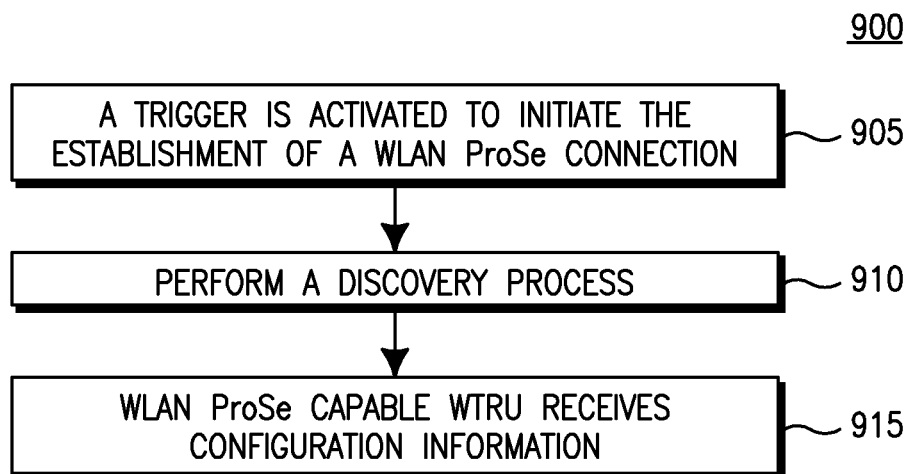 900
A TRIGGER IS ACTIVATED TO INITIATE THE
ESTABLISHMENT OF A WLAN ProSe CONNECTION
905
PERFORM A DISCOVERY PROCESS
910
WLAN ProSe CAPABLE WTRU RECEIVES
CONFIGURATION INFORMATION
915